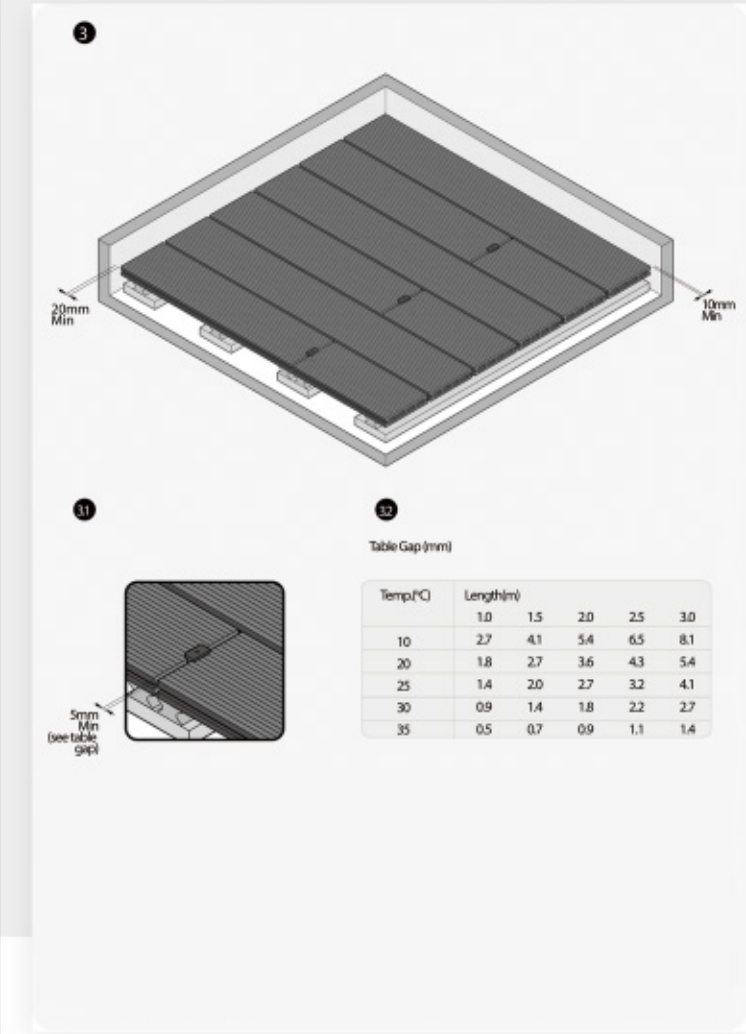 3
20mm
Min
10mm
Min
3.1
3.2
Table Gap (mm)
5mm
Min
(see table
gap)
Temp.(°C) Length(m)
1.0 1.5 2.0 2.5 3.0
10 2.7 4.1 5.4 6.5 8.1
20 1.8 2.7 3.6 4.3 5.4
25 1.4 2.0 2.7 3.2 4.1
30 0.9 1.4 1.8 2.2 2.7
35 0.5 0.7 0.9 1.1 1.4